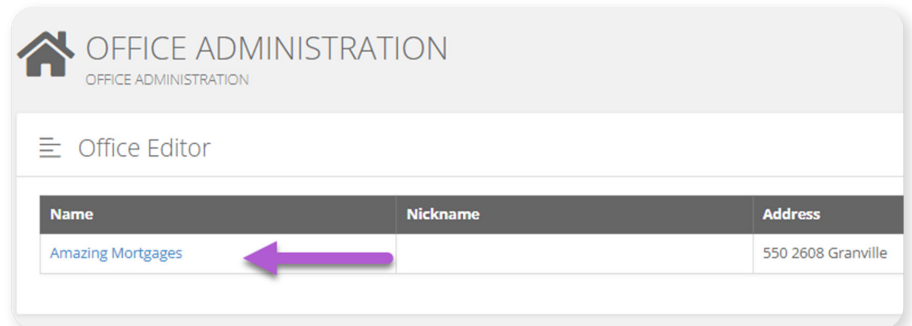 OFFICE ADMINISTRATION
OFFICE ADMINISTRATION
Office Editor
Name Nickname Address
Amazing Mortgages 550 2608 Granville